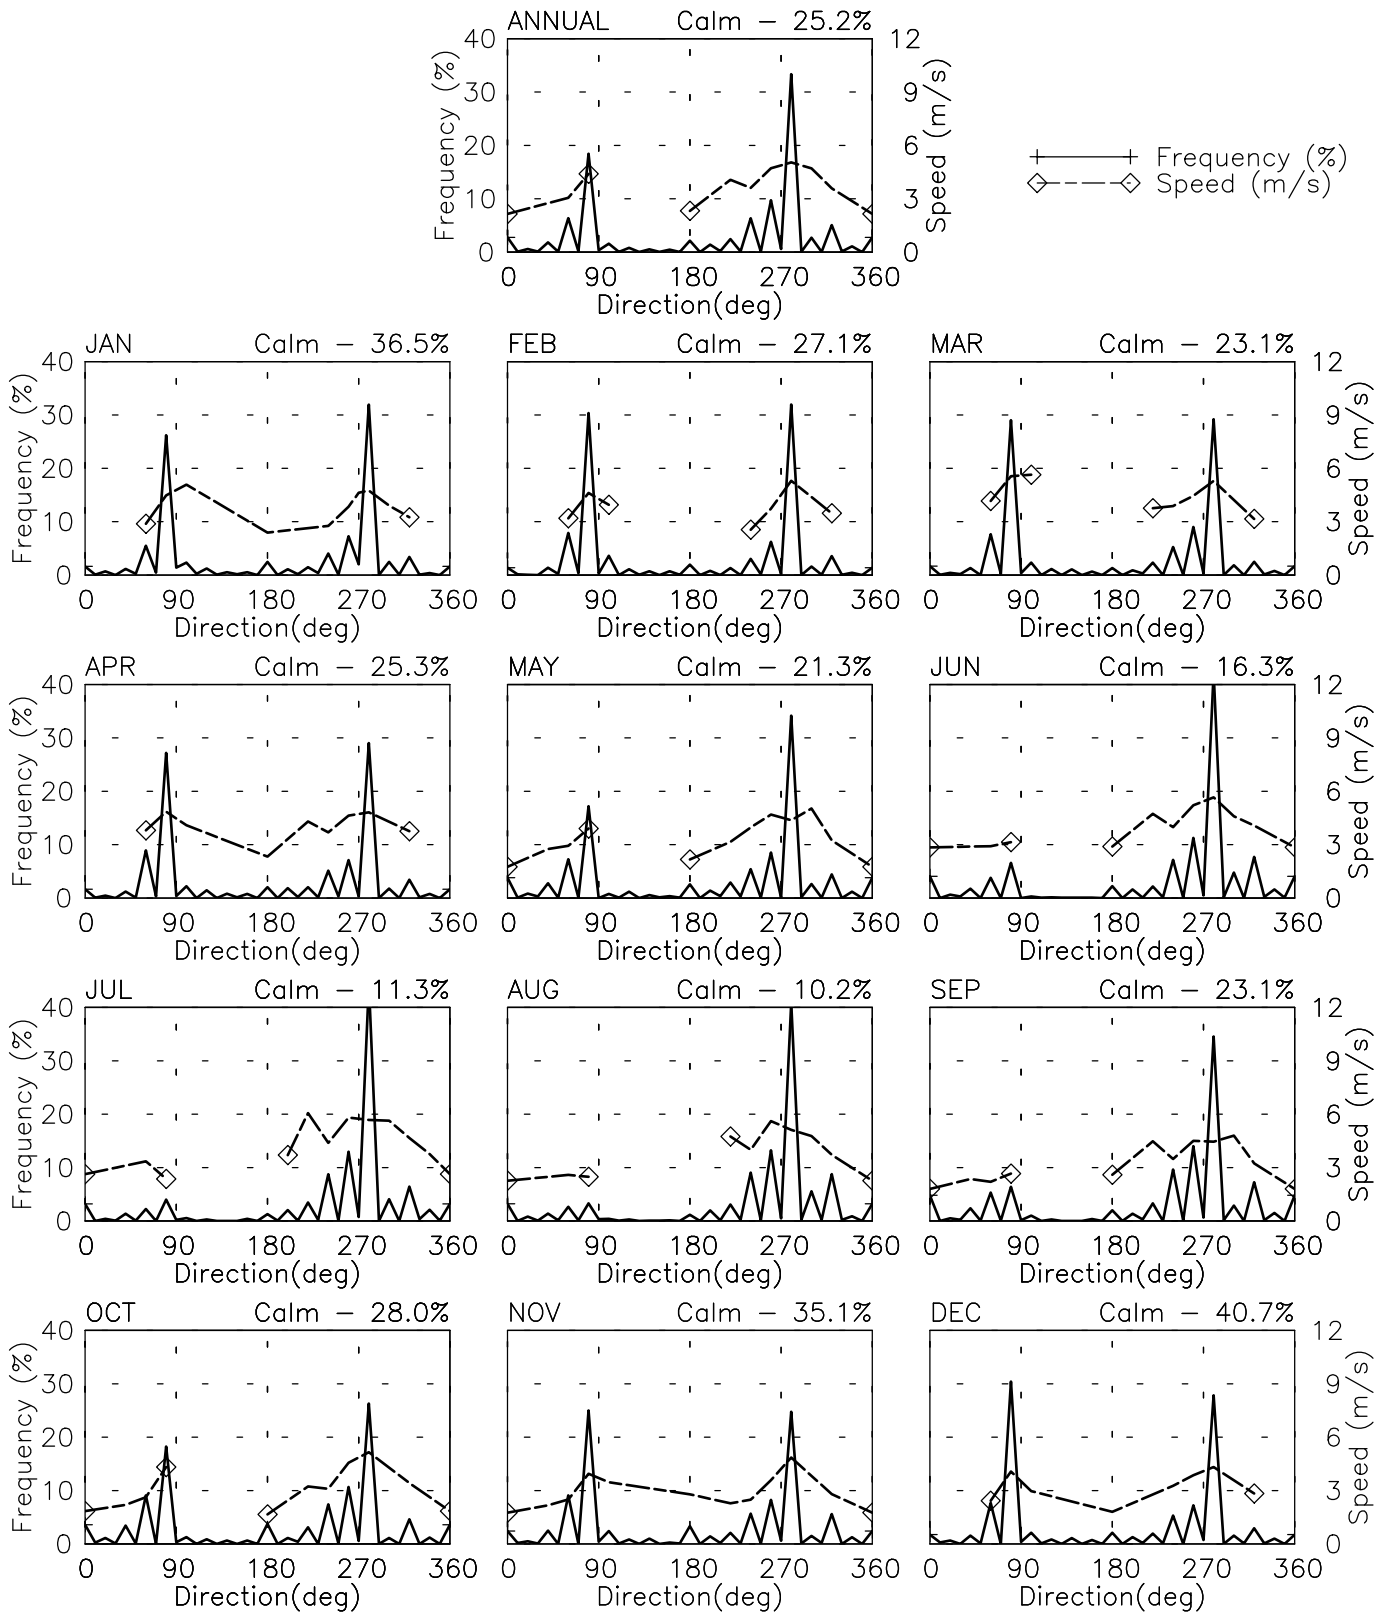 ANNUAL Calm - 25.2%
40 30 20 10 0
Frequency (%)
12 9 6 3 0
Speed (m/s)
0 90 180 270 360
Direction(deg)
Frequency (%)
Speed (m/s)
JAN Calm - 36.5%
FEB Calm - 27.1%
MAR Calm - 23.1%
40 30 20 10 0
Frequency (%)
12 9 6 3 0
Speed (m/s)
0 90 180 270 360
0 90 180 270 360
0 90 180 270 360
Direction(deg)
Direction(deg)
Direction(deg)
APR Calm - 25.3%
MAY Calm - 21.3%
JUN Calm - 16.3%
40 30 20 10 0
Frequency (%)
12 9 6 3 0
Speed (m/s)
0 90 180 270 360
0 90 180 270 360
0 90 180 270 360
Direction(deg)
Direction(deg)
Direction(deg)
JUL Calm - 11.3%
AUG Calm - 10.2%
SEP Calm - 23.1%
40 30 20 10 0
Frequency (%)
12 9 6 3 0
Speed (m/s)
0 90 180 270 360
0 90 180 270 360
0 90 180 270 360
Direction(deg)
Direction(deg)
Direction(deg)
OCT Calm - 28.0%
NOV Calm - 35.1%
DEC Calm - 40.7%
40 30 20 10 0
Frequency (%)
12 9 6 3 0
Speed (m/s)
0 90 180 270 360
0 90 180 270 360
0 90 180 270 360
Direction(deg)
Direction(deg)
Direction(deg)